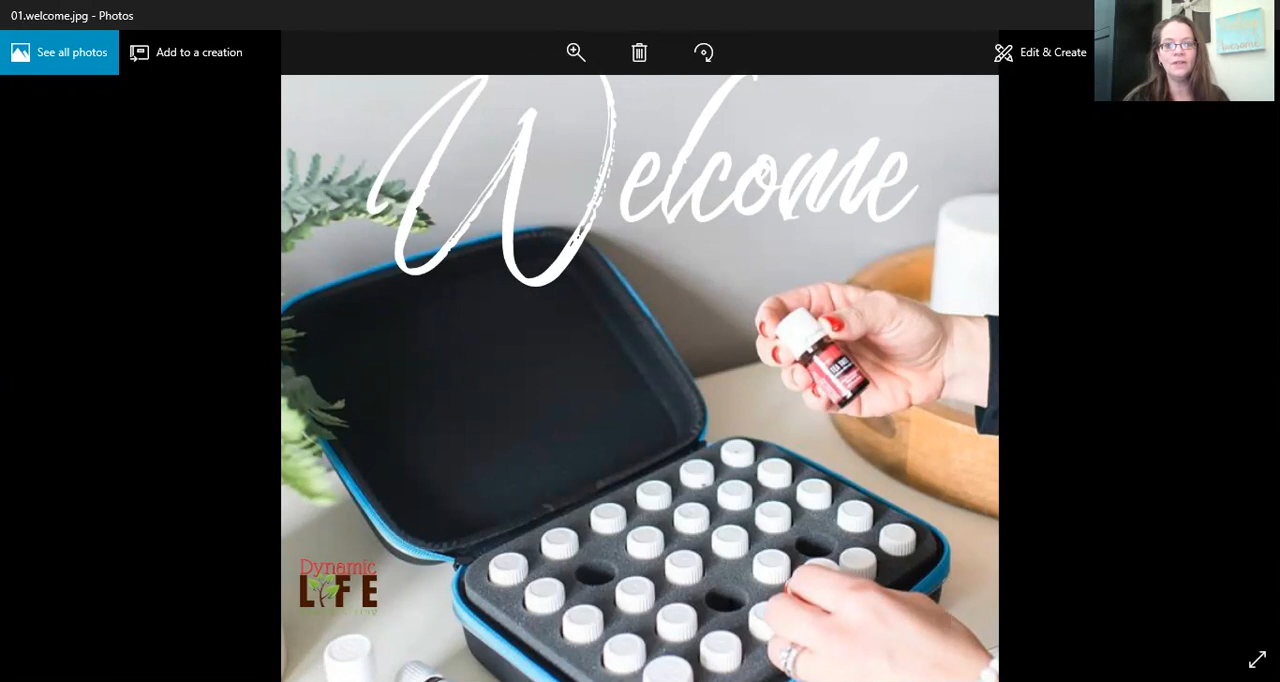 01.welcome.jpg - Photos
See all photos
Add to a creation
Edit & Create
Welcome
Dynamic
LIFE